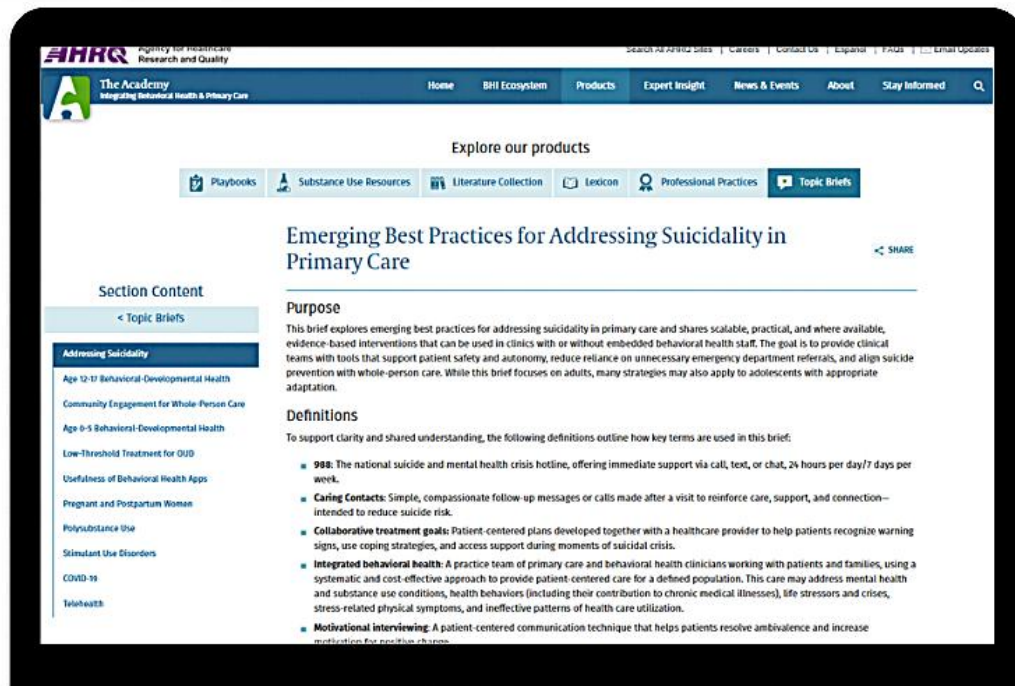 AHRQ Agency for Healthcare
Research and Quality
Search All AHRQ Sites | Careers | Contact Us | Español | FAQs | Email Updates
The Academy
Integrating Behavioral Health & Primary Care
Home BHI Ecosystem Products Expert Insight News & Events About Stay Informed
Explore our products
Playbooks Substance Use Resources Literature Collection Lexicon Professional Practices Topic Briefs
Emerging Best Practices for Addressing Suicidality in
Primary Care
SHARE
Section Content
< Topic Briefs
Addressing Suicidality
Age 12-17 Behavioral-Developmental Health
Community Engagement for Whole-Person Care
Age 0-5 Behavioral-Developmental Health
Low-Threshold Treatment for OUD
Usefulness of Behavioral Health Apps
Pregnant and Postpartum Women
Polysubstance Use
Stimulant Use Disorders
COVID-19
Telehealth
Purpose
This brief explores emerging best practices for addressing suicidality in primary care and shares scalable, practical, and where available,
evidence-based interventions that can be used in clinics with or without embedded behavioral health staff. The goal is to provide clinical
teams with tools that support patient safety and autonomy, reduce reliance on unnecessary emergency department referrals, and align suicide
prevention with whole-person care. While this brief focuses on adults, many strategies may also apply to adolescents with appropriate
adaptation.
Definitions
To support clarity and shared understanding, the following definitions outline how key terms are used in this brief:
988: The national suicide and mental health crisis hotline, offering immediate support via call, text, or chat, 24 hours per day/7 days per
week.
Caring Contacts: Simple, compassionate follow-up messages or calls made after a visit to reinforce care, support, and connection—
intended to reduce suicide risk.
Collaborative treatment goals: Patient-centered plans developed together with a healthcare provider to help patients recognize warning
signs, use coping strategies, and access support during moments of suicidal crisis.
Integrated behavioral health: A practice team of primary care and behavioral health clinicians working with patients and families, using a
systematic and cost-effective approach to provide patient-centered care for a defined population. This care may address mental health
and substance use conditions, health behaviors (including their contribution to chronic medical illnesses), life stressors and crises,
stress-related physical symptoms, and ineffective patterns of health care utilization.
Motivational interviewing: A patient-centered communication technique that helps patients resolve ambivalence and increase
motivation for positive change.